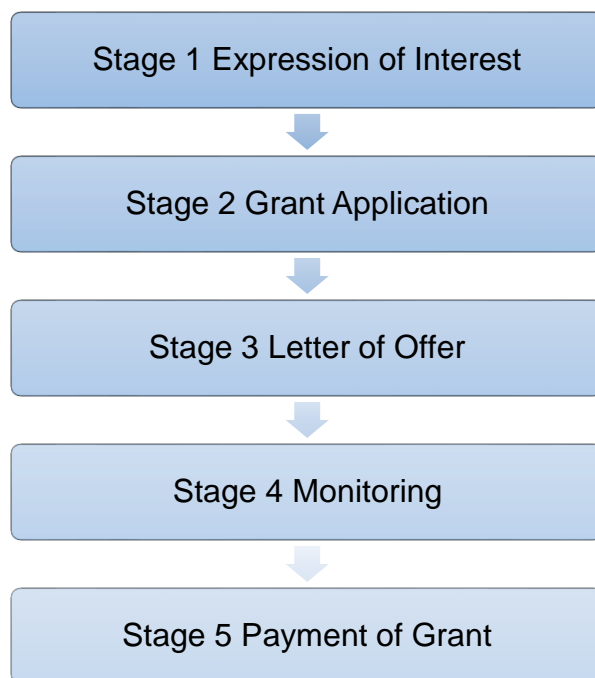 Stage 1 Expression of Interest
Stage 2 Grant Application
Stage 3 Letter of Offer
Stage 4 Monitoring
Stage 5 Payment of Grant